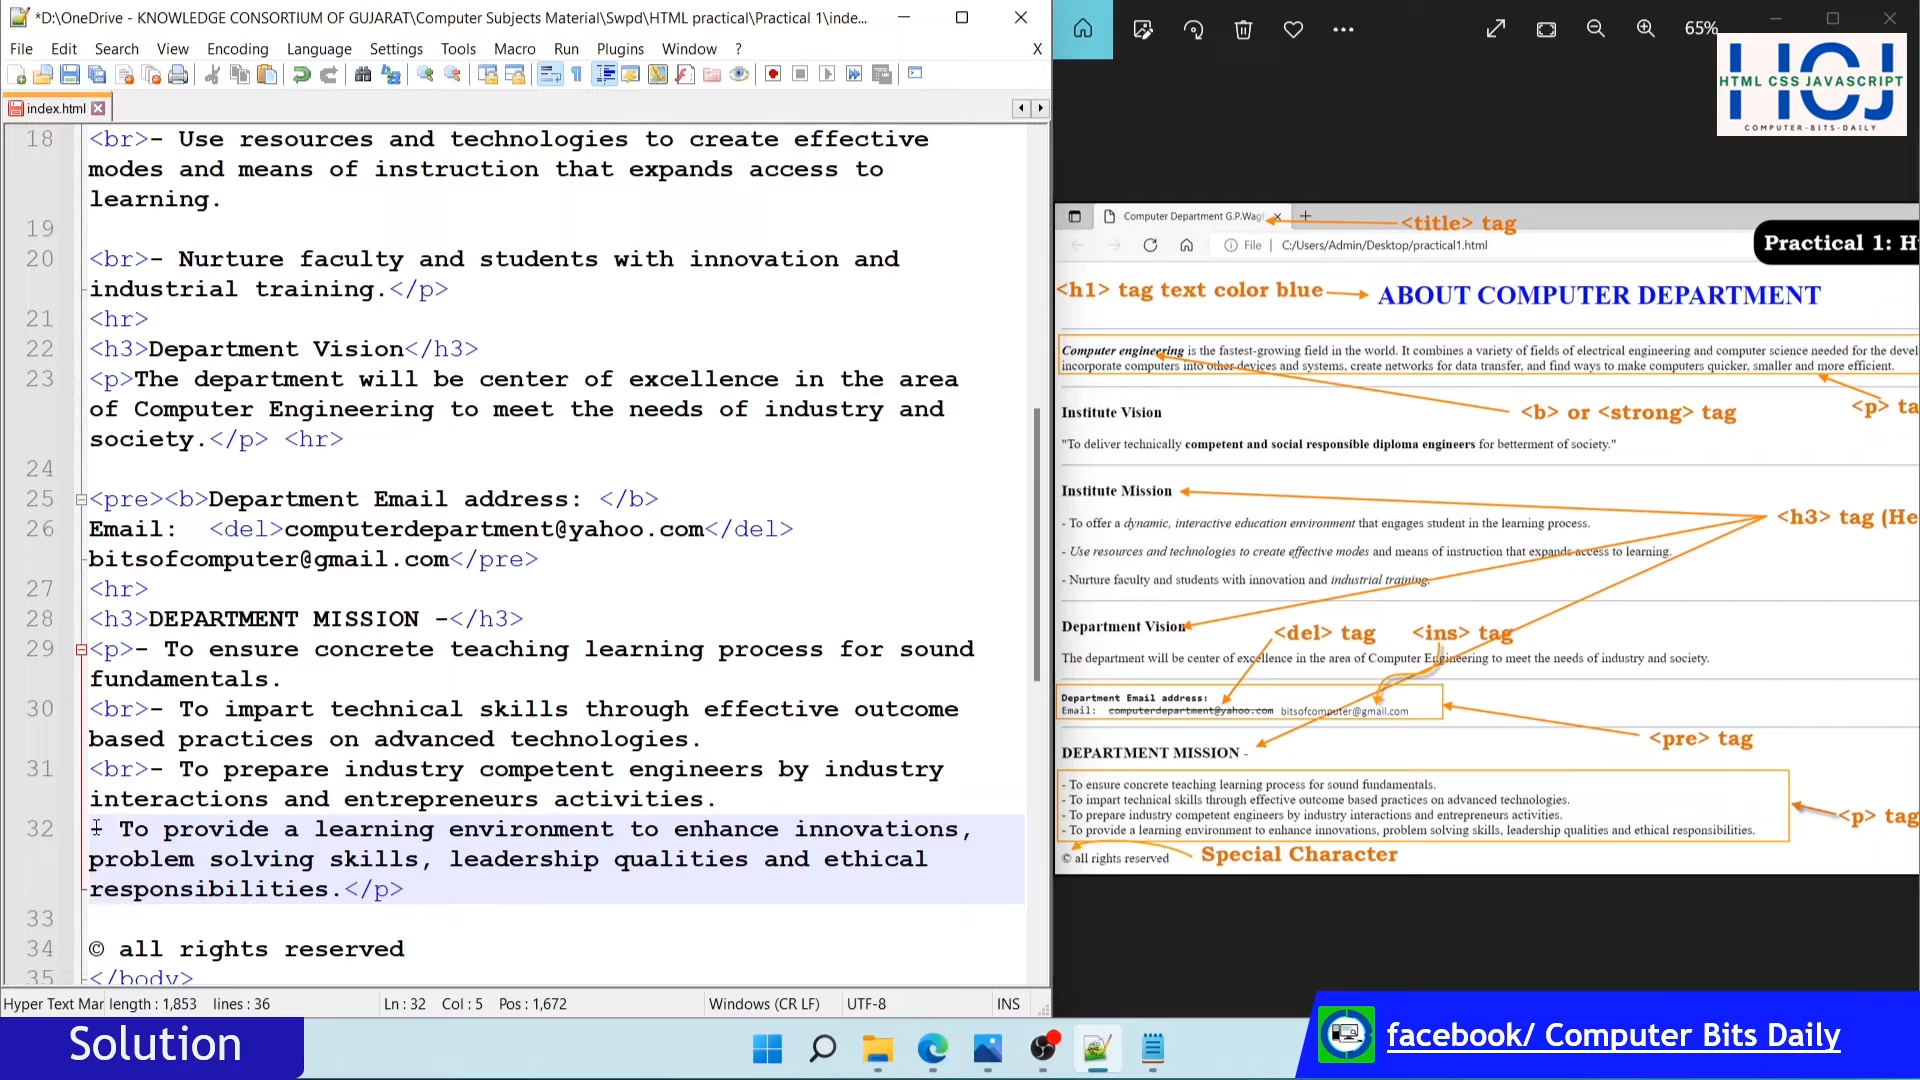 *D:\OneDrive - KNOWLEDGE CONSORTIUM OF GUJARAT\Computer Subjects Material\Swpd\HTML practical\Practical 1\inde...
File Edit Search View Encoding Language Settings Tools Macro Run Plugins Window ? X
index.html
18 <br>- Use resources and technologies to create effective
modes and means of instruction that expands access to
learning.
19
20 <br>- Nurture faculty and students with innovation and
industrial training.</p>
21 <hr>
22 <h3>Department Vision</h3>
23 <p>The department will be center of excellence in the area
of Computer Engineering to meet the needs of industry and
society.</p> <hr>
24
25 <pre><b>Department Email address: </b>
26 Email:  <del>computerdepartment@yahoo.com</del>
bitsofcomputer@gmail.com</pre>
27 <hr>
28 <h3>DEPARTMENT MISSION -</h3>
29 <p>- To ensure concrete teaching learning process for sound
fundamentals.
30 <br>- To impart technical skills through effective outcome
based practices on advanced technologies.
31 <br>- To prepare industry competent engineers by industry
interactions and entrepreneurs activities.
32 - To provide a learning environment to enhance innovations,
problem solving skills, leadership qualities and ethical
responsibilities.</p>
33
34 © all rights reserved
35 </body>
Hyper Text Mar length : 1,853 lines : 36 Ln : 32 Col : 5 Pos : 1,672 Windows (CR LF) UTF-8 INS
65%
HCJ
HTML CSS JAVASCRIPT
COMPUTER-BITS-DAILY
Computer Department G.P.Wag
<title> tag
File C:/Users/Admin/Desktop/practical1.html
Practical 1: H
<h1> tag text color blue
ABOUT COMPUTER DEPARTMENT
Computer engineering is the fastest-growing field in the world. It combines a variety of fields of electrical engineering and computer science needed for the devel
incorporate computers into other devices and systems, create networks for data transfer, and find ways to make computers quicker, smaller and more efficient.
<b> or <strong> tag
<p> ta
Institute Vision
"To deliver technically competent and social responsible diploma engineers for betterment of society."
Institute Mission
<h3> tag (He
- To offer a dynamic, interactive education environment that engages student in the learning process.
- Use resources and technologies to create effective modes and means of instruction that expands access to learning.
- Nurture faculty and students with innovation and industrial training.
Department Vision
<del> tag
<ins> tag
The department will be center of excellence in the area of Computer Engineering to meet the needs of industry and society.
Department Email address:
Email: computerdepartment@yahoo.com bitsofcomputer@gmail.com
<pre> tag
DEPARTMENT MISSION -
- To ensure concrete teaching learning process for sound fundamentals.
- To impart technical skills through effective outcome based practices on advanced technologies.
- To prepare industry competent engineers by industry interactions and entrepreneurs activities.
- To provide a learning environment to enhance innovations, problem solving skills, leadership qualities and ethical responsibilities.
<p> tag
© all rights reserved
Special Character
Solution
facebook/ Computer Bits Daily